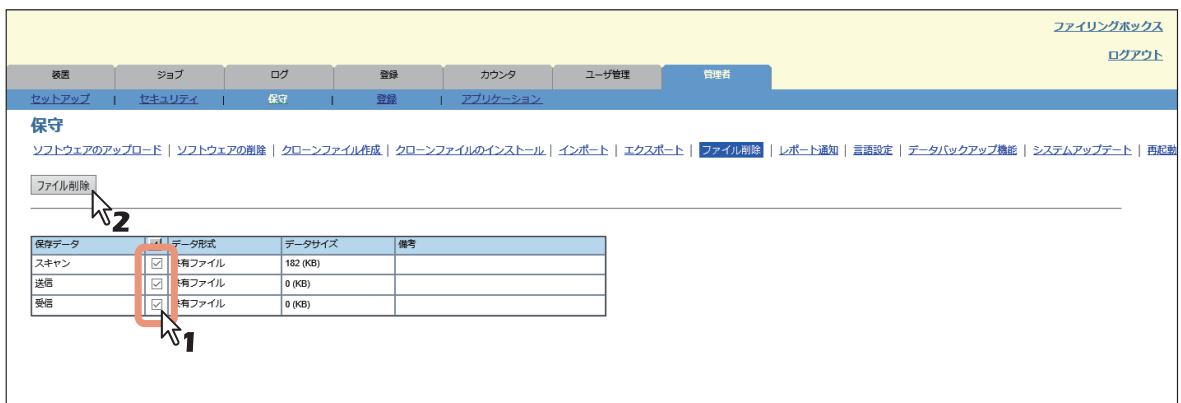 ファイリングボックス
ログアウト
装置 ジョブ ログ 登録 カウンタ ユーザ管理 管理者
セットアップ | セキュリティ | 保守 | 登録 | アプリケーション
保守
ソフトウェアのアップロード | ソフトウェアの削除 | クローンファイル作成 | クローンファイルのインストール | インポート | エクスポート | ファイル削除 | レポート通知 | 言語設定 | データバックアップ機能 | システムアップデート | 再起動
ファイル削除
2
保存データ データ形式 データサイズ 備考
スキャン 共有ファイル 182 (KB)
送信 共有ファイル 0 (KB)
受信 共有ファイル 0 (KB)
1